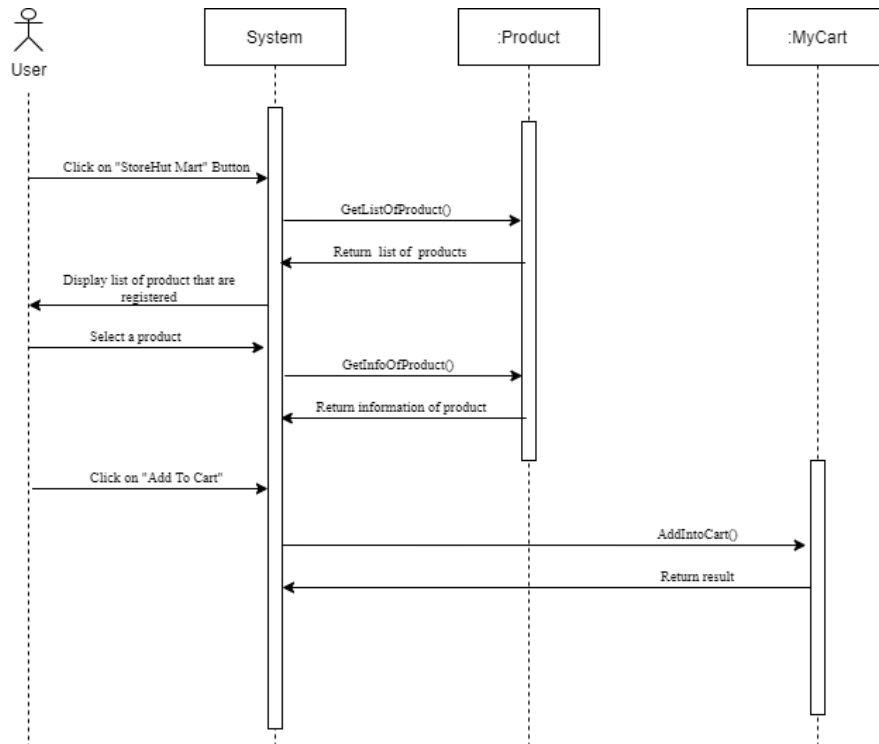 User
System
:Product
:MyCart
Click on "StoreHut Mart" Button
GetListOfProduct()
Return list of products
Display list of product that are
registered
Select a product
GetInfoOfProduct()
Return information of product
Click on "Add To Cart"
AddIntoCart()
Return result